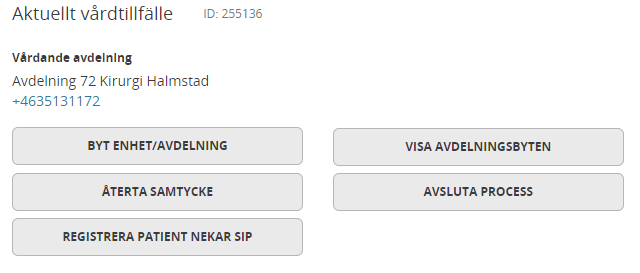 Aktuellt vårdtillfälle ID: 255136
Vårdande avdelning
Avdelning 72 Kirurgi Halmstad
+4635131172
BYT ENHET/AVDELNING
VISA AVDELNINGSBYTEN
ÅTERTA SAMTYCKE
AVSLUTA PROCESS
REGISTRERA PATIENT NEKAR SIP